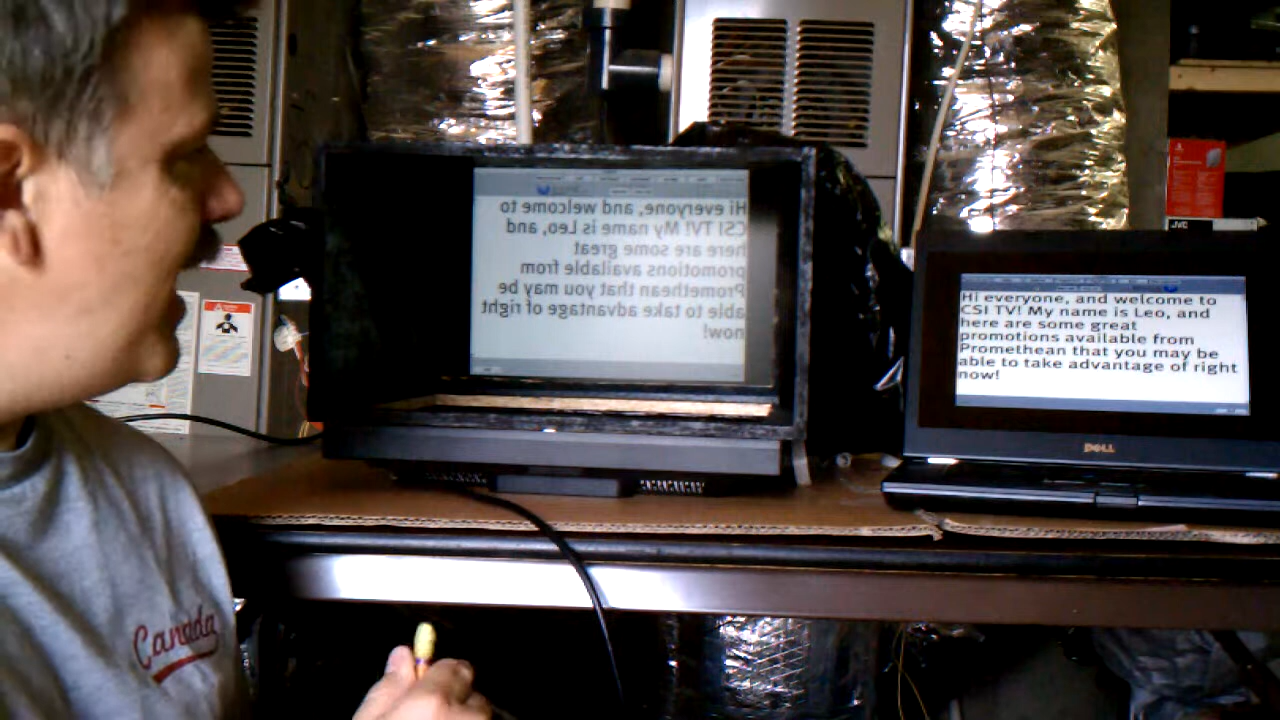 Hi everyone, and welcome to
CSI TV! My name is Leo, and
here are some great
promotions available from
Promethean that you may be
able to take advantage of right
now!
Hi everyone, and welcome to
CSI TV! My name is Leo, and
here are some great
promotions available from
Promethean that you may be
able to take advantage of right
now!
JVC
DELL
Canada